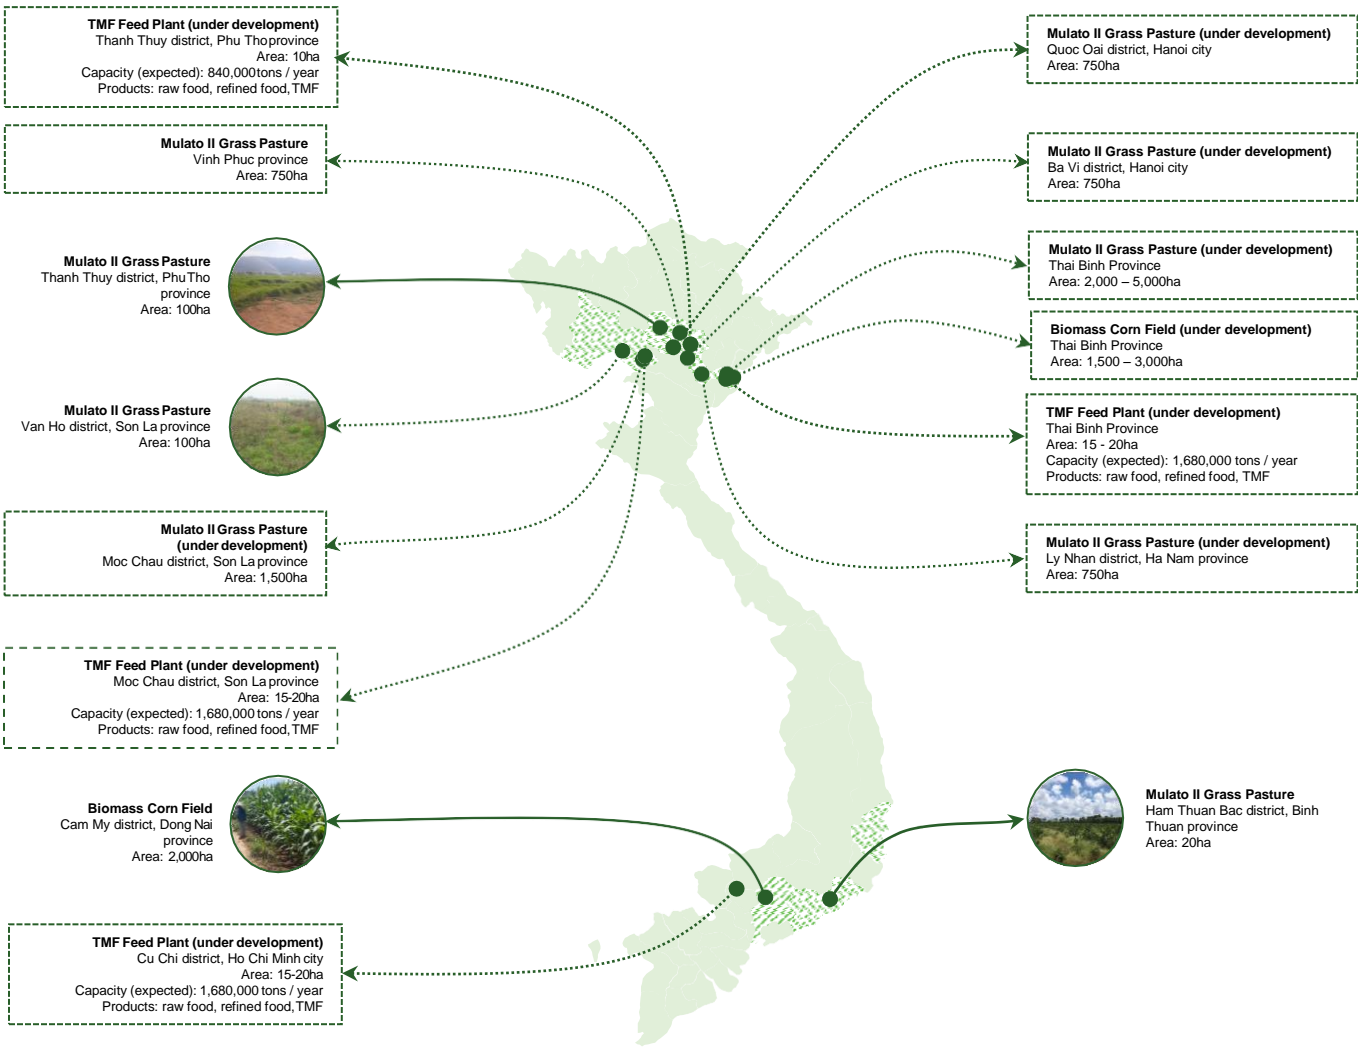 TMF Feed Plant (under development)
Thanh Thuy district, Phu Tho province
Area: 10ha
Capacity (expected): 840,000 tons / year
Products: raw food, refined food, TMF
Mulato II Grass Pasture
Vinh Phuc province
Area: 750ha
Mulato II Grass Pasture
Thanh Thuy district, Phu Tho
province
Area: 100ha
Mulato II Grass Pasture
Van Ho district, Son La province
Area: 100ha
Mulato II Grass Pasture
(under development)
Moc Chau district, Son La province
Area: 1,500ha
TMF Feed Plant (under development)
Moc Chau district, Son La province
Area: 15-20ha
Capacity (expected): 1,680,000 tons / year
Products: raw food, refined food, TMF
Biomass Corn Field
Cam My district, Dong Nai
province
Area: 2,000ha
TMF Feed Plant (under development)
Cu Chi district, Ho Chi Minh city
Area: 15-20ha
Capacity (expected): 1,680,000 tons / year
Products: raw food, refined food, TMF
Mulato II Grass Pasture (under development)
Quoc Oai district, Hanoi city
Area: 750ha
Mulato II Grass Pasture (under development)
Ba Vi district, Hanoi city
Area: 750ha
Mulato II Grass Pasture (under development)
Thai Binh Province
Area: 2,000 – 5,000ha
Biomass Corn Field (under development)
Thai Binh Province
Area: 1,500 – 3,000ha
TMF Feed Plant (under development)
Thai Binh Province
Area: 15 - 20ha
Capacity (expected): 1,680,000 tons / year
Products: raw food, refined food, TMF
Mulato II Grass Pasture (under development)
Ly Nhan district, Ha Nam province
Area: 750ha
Mulato II Grass Pasture
Ham Thuan Bac district, Binh
Thuan province
Area: 20ha